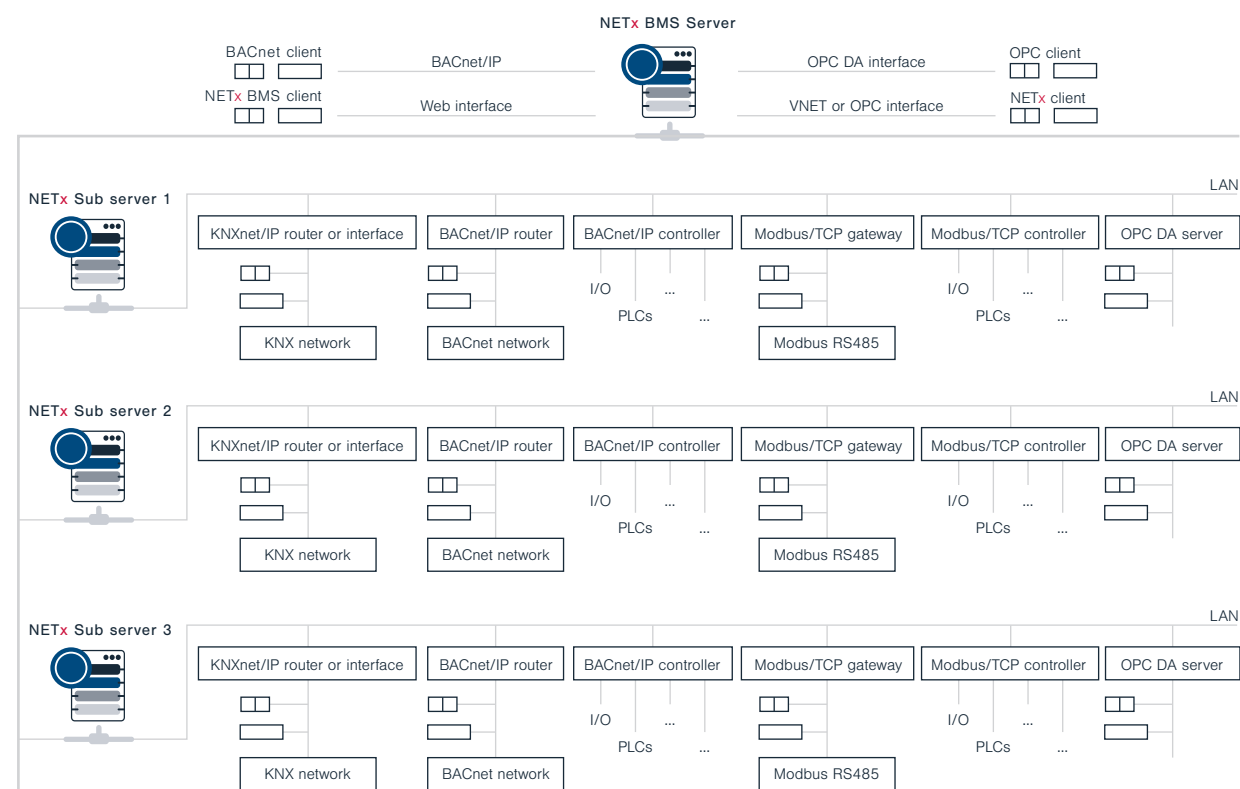 NETx BMS Server
BACnet client
BACnet/IP
OPC DA interface
OPC client
NETx BMS client
Web interface
VNET or OPC interface
NETx client
LAN
NETx Sub server 1
KNXnet/IP router or interface
BACnet/IP router
BACnet/IP controller
Modbus/TCP gateway
Modbus/TCP controller
OPC DA server
I/O
...
I/O
...
PLCs
...
PLCs
...
KNX network
BACnet network
Modbus RS485
LAN
NETx Sub server 2
KNXnet/IP router or interface
BACnet/IP router
BACnet/IP controller
Modbus/TCP gateway
Modbus/TCP controller
OPC DA server
I/O
...
I/O
...
PLCs
...
PLCs
...
KNX network
BACnet network
Modbus RS485
LAN
NETx Sub server 3
KNXnet/IP router or interface
BACnet/IP router
BACnet/IP controller
Modbus/TCP gateway
Modbus/TCP controller
OPC DA server
I/O
...
I/O
...
PLCs
...
PLCs
...
KNX network
BACnet network
Modbus RS485